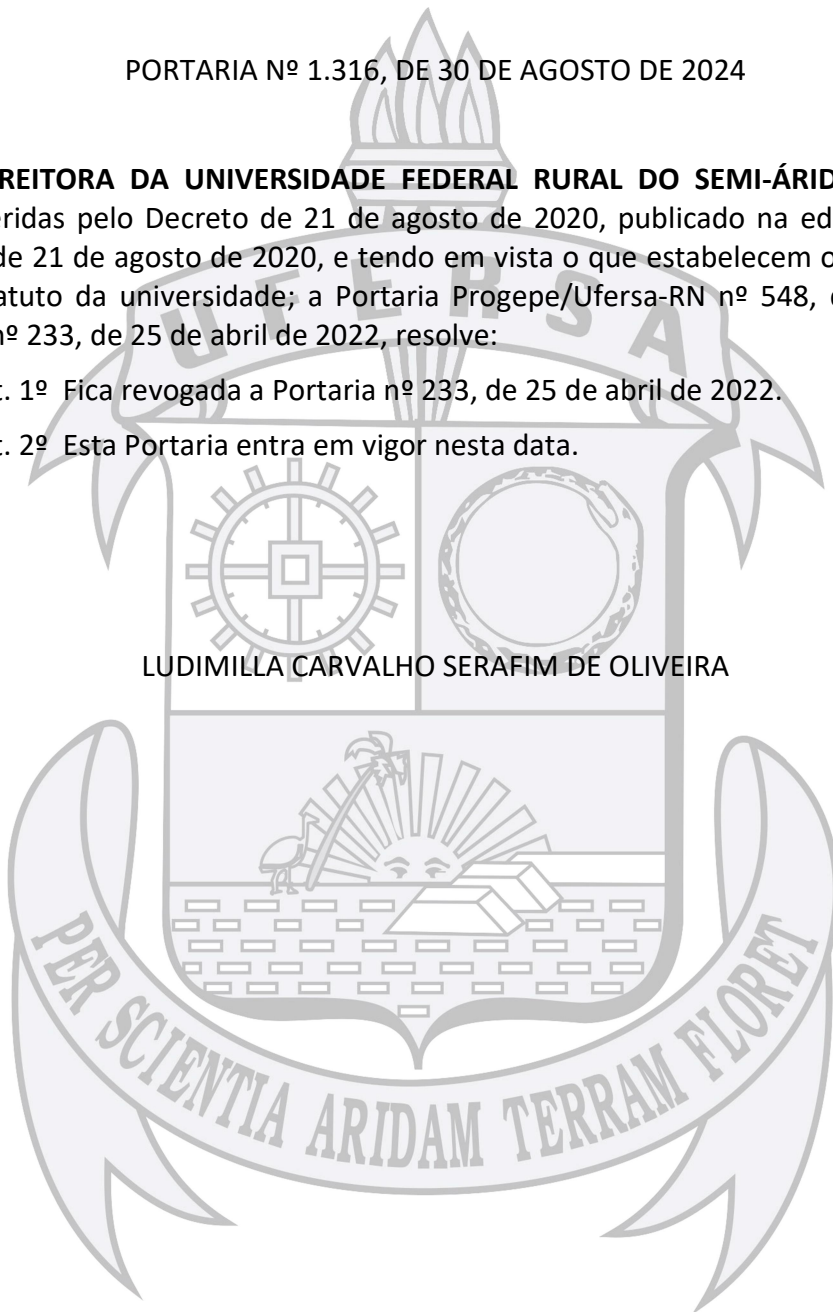 PORTARIA Nº 1.316, DE 30 DE AGOSTO DE 2024
REITORA DA UNIVERSIDADE FEDERAL RURAL DO SEMI-ÁRID
eridas pelo Decreto de 21 de agosto de 2020, publicado na ed
de 21 de agosto de 2020, e tendo em vista o que estabelecem o
atuto da universidade; a Portaria Progepe/Ufersa-RN nº 548,
nº 233, de 25 de abril de 2022, resolve:
UFERSA
t. 1º Fica revogada a Portaria nº 233, de 25 de abril de 2022.
t. 2º Esta Portaria entra em vigor nesta data.
LUDIMILLA CARVALHO SERAFIM DE OLIVEIRA
PER SCIENTIA ARIDAM TERRAM FLORET